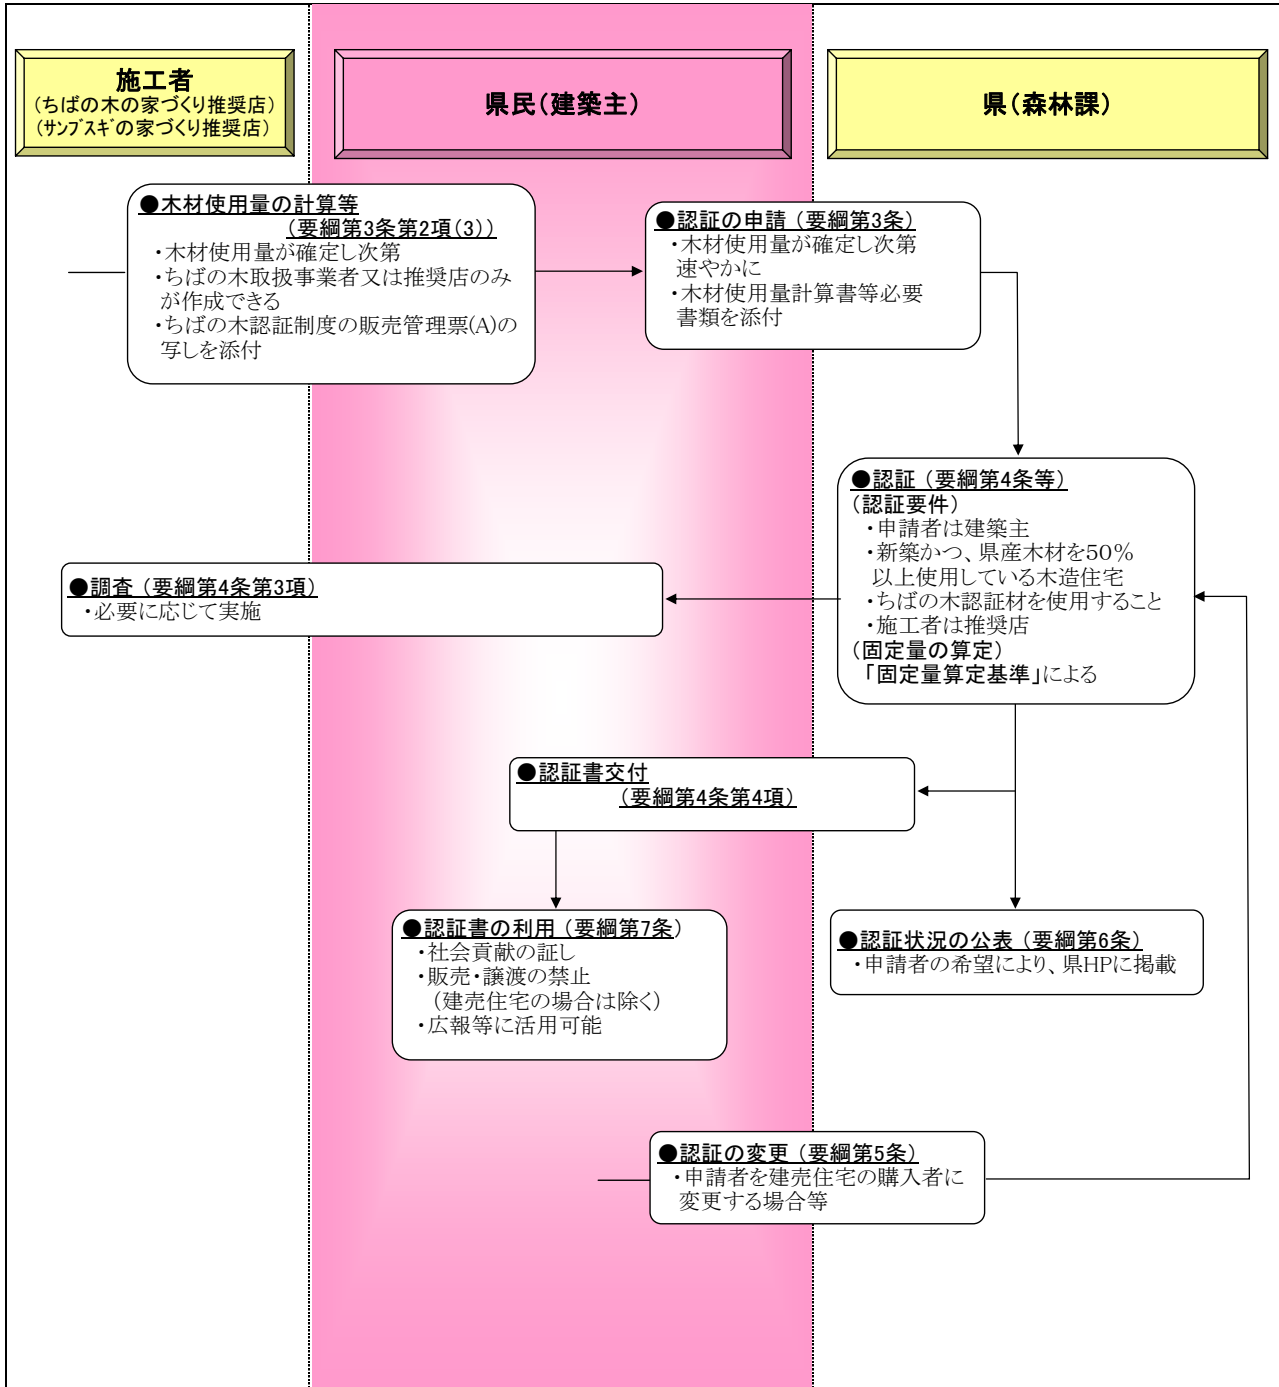 施工者
(ちばの木の家づくり推奨店)
(サンブスギの家づくり推奨店)
県民(建築主)
県(森林課)
●木材使用量の計算等
(要綱第3条第2項(3))
・木材使用量が確定し次第
・ちばの木取扱事業者又は推奨店のみ
が作成できる
・ちばの木認証制度の販売管理票(A)の
写しを添付
●認証の申請(要綱第3条)
・木材使用量が確定し次第
速やかに
・木材使用量計算書等必要
書類を添付
●認証(要綱第4条等)
(認証要件)
・申請者は建築主
・新築かつ、県産木材を50%
以上使用している木造住宅
・ちばの木認証材を使用すること
・施工者は推奨店
(固定量の算定)
「固定量算定基準」による
●調査(要綱第4条第3項)
・必要に応じて実施
●認証書交付
(要綱第4条第4項)
●認証書の利用(要綱第7条)
・社会貢献の証し
・販売・譲渡の禁止
(建売住宅の場合は除く)
・広報等に活用可能
●認証状況の公表(要綱第6条)
・申請者の希望により、県HPに掲載
●認証の変更(要綱第5条)
・申請者を建売住宅の購入者に
変更する場合等